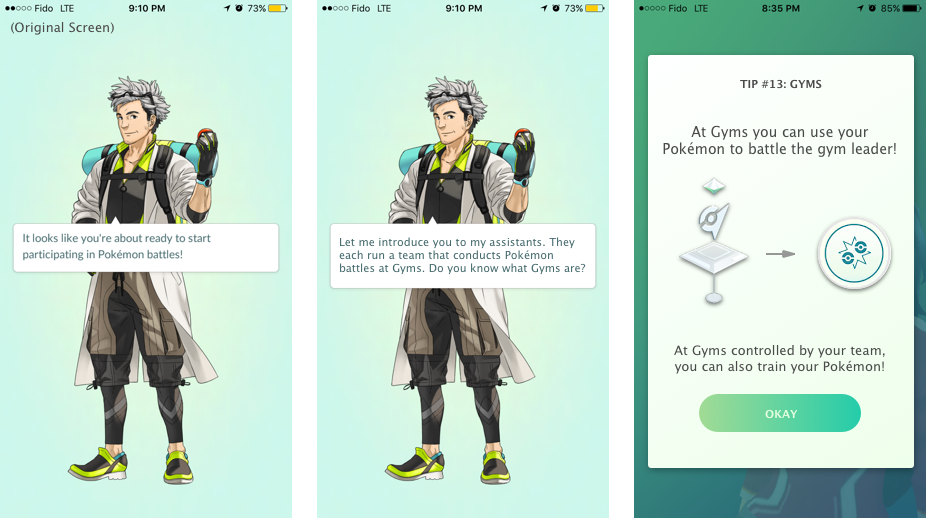 Fido LTE 9:10 PM 73%
(Original Screen)
It looks like you're about ready to start
participating in Pokémon battles!
Fido LTE 9:10 PM 73%
Let me introduce you to my assistants. They
each run a team that conducts Pokémon
battles at Gyms. Do you know what Gyms are?
Fido LTE 8:35 PM 85%
TIP #13: GYMS
At Gyms you can use your
Pokémon to battle the gym leader!
At Gyms controlled by your team,
you can also train your Pokémon!
OKAY